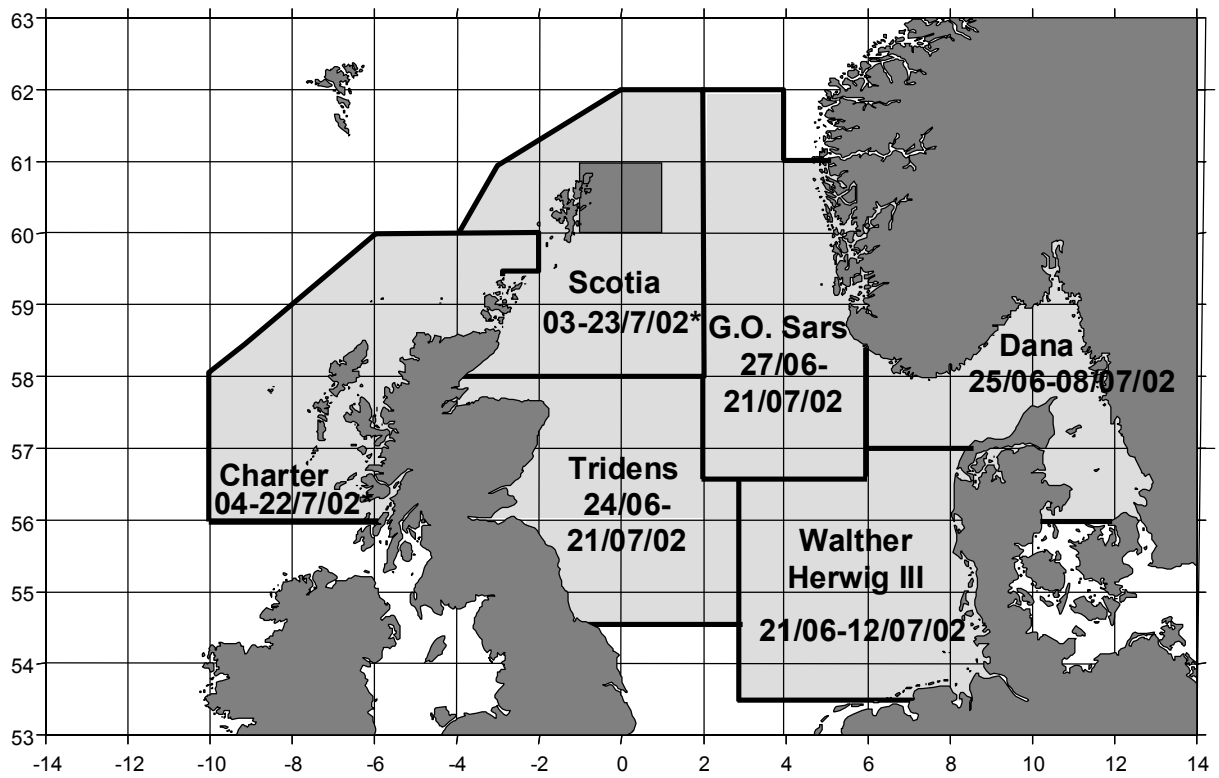 63
62
61
60
59
58
57
56
55
54
53
Scotia
03-23/7/02*
G.O. Sars
27/06-
21/07/02
Dana
25/06-08/07/02
Charter
04-22/7/02*
Tridens
24/06-
21/07/02
Walther
Herwig III
21/06-12/07/02
-14 -12 -10 -8 -6 -4 -2 0 2 4 6 8 10 12 14